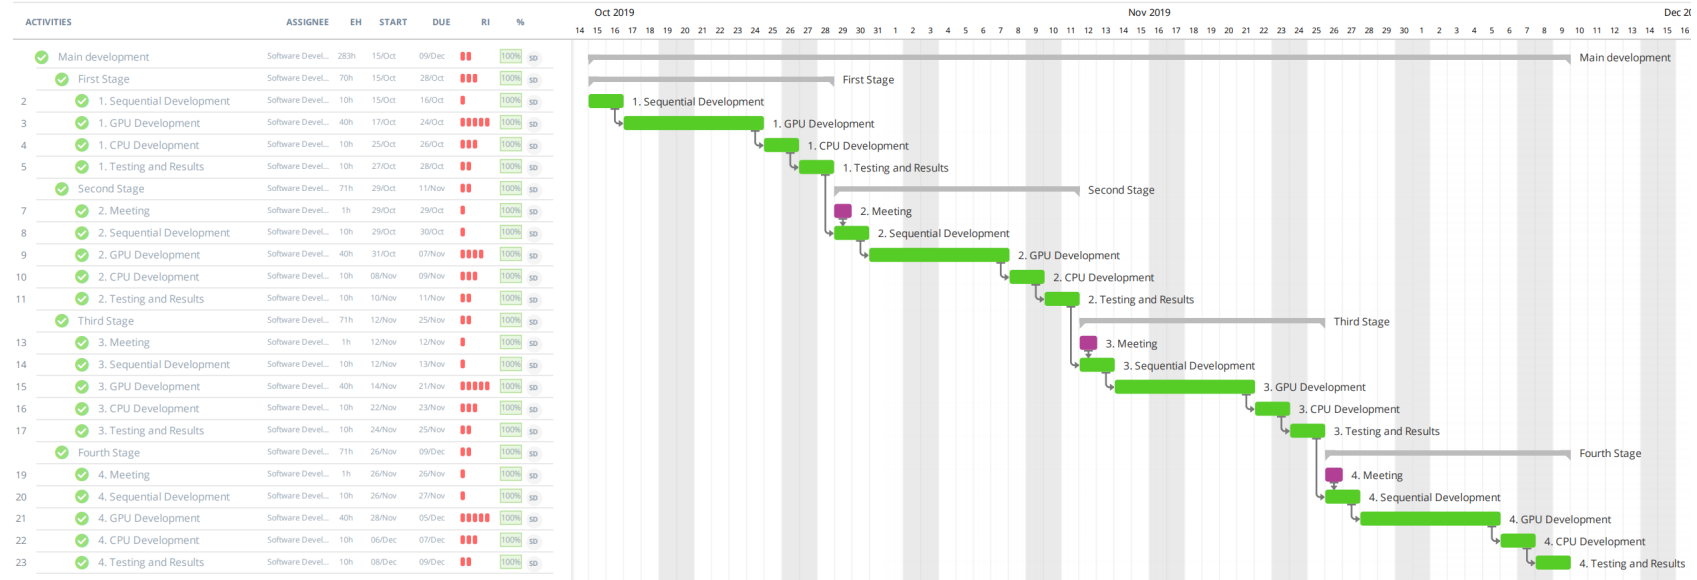 Oct 2019 Nov 2019 Dec 20
ACTIVITIES ASSIGNEE EH START DUE RI %
14 15 16 17 18 19 20 21 22 23 24 25 26 27 28 29 30 31 1 2 3 4 5 6 7 8 9 10 11 12 13 14 15 16 17 18 19 20 21 22 23 24 25 26 27 28 29 30 1 2 3 4 5 6 7 8 9 10 11 12 13 14 15 16
Main development Software Devel... 283h 15/Oct 09/Dec 100% SD Main development
First Stage Software Devel... 70h 15/Oct 28/Oct 100% SD First Stage
2 1. Sequential Development Software Devel... 10h 15/Oct 16/Oct 100% SD 1. Sequential Development
3 1. GPU Development Software Devel... 40h 17/Oct 24/Oct 100% SD 1. GPU Development
4 1. CPU Development Software Devel... 10h 25/Oct 26/Oct 100% SD 1. CPU Development
5 1. Testing and Results Software Devel... 10h 27/Oct 28/Oct 100% SD 1. Testing and Results
Second Stage Software Devel... 71h 29/Oct 11/Nov 100% SD Second Stage
7 2. Meeting Software Devel... 1h 29/Oct 29/Oct 100% SD 2. Meeting
8 2. Sequential Development Software Devel... 10h 29/Oct 30/Oct 100% SD 2. Sequential Development
9 2. GPU Development Software Devel... 40h 31/Oct 07/Nov 100% SD 2. GPU Development
10 2. CPU Development Software Devel... 10h 08/Nov 09/Nov 100% SD 2. CPU Development
11 2. Testing and Results Software Devel... 10h 10/Nov 11/Nov 100% SD 2. Testing and Results
Third Stage Software Devel... 71h 12/Nov 25/Nov 100% SD Third Stage
13 3. Meeting Software Devel... 1h 12/Nov 12/Nov 100% SD 3. Meeting
14 3. Sequential Development Software Devel... 10h 12/Nov 13/Nov 100% SD 3. Sequential Development
15 3. GPU Development Software Devel... 40h 14/Nov 21/Nov 100% SD 3. GPU Development
16 3. CPU Development Software Devel... 10h 22/Nov 23/Nov 100% SD 3. CPU Development
17 3. Testing and Results Software Devel... 10h 24/Nov 25/Nov 100% SD 3. Testing and Results
Fourth Stage Software Devel... 71h 26/Nov 09/Dec 100% SD Fourth Stage
19 4. Meeting Software Devel... 1h 26/Nov 26/Nov 100% SD 4. Meeting
20 4. Sequential Development Software Devel... 10h 26/Nov 27/Nov 100% SD 4. Sequential Development
21 4. GPU Development Software Devel... 40h 28/Nov 05/Dec 100% SD 4. GPU Development
22 4. CPU Development Software Devel... 10h 06/Dec 07/Dec 100% SD 4. CPU Development
23 4. Testing and Results Software Devel... 10h 08/Dec 09/Dec 100% SD 4. Testing and Results